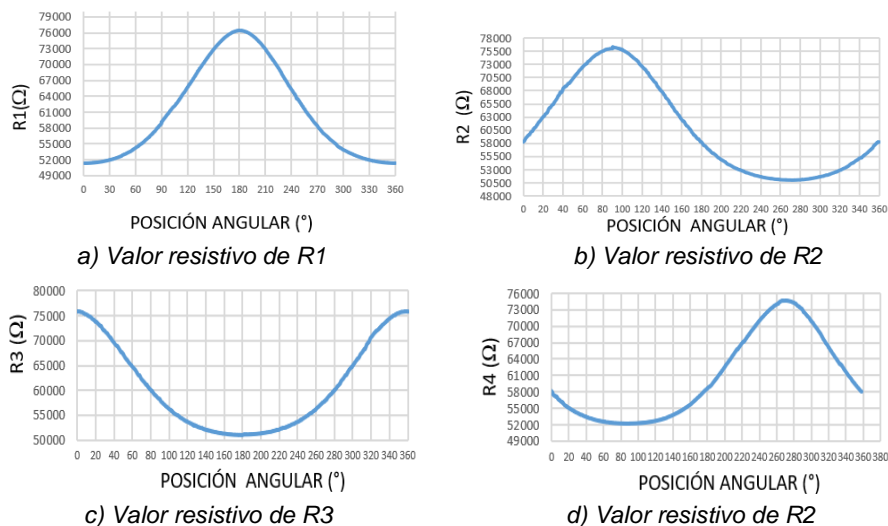 79000
76000
73000
70000
67000
64000
61000
58000
55000
52000
49000
R1(Ω)
0 30 60 90 120 150 180 210 240 270 300 330 360
POSICIÓN ANGULAR (°)
a) Valor resistivo de R1
78000
75500
73000
70500
68000
65500
63000
60500
58000
55500
53000
50500
48000
R2 (Ω)
0 20 40 60 80 100 120 140 160 180 200 220 240 260 280 300 320 340 360
POSICIÓN ANGULAR (°)
b) Valor resistivo de R2
80000
75000
70000
65000
60000
55000
50000
R3 (Ω)
0 20 40 60 80 100 120 140 160 180 200 220 240 260 280 300 320 340 360
POSICIÓN ANGULAR (°)
c) Valor resistivo de R3
76000
73000
70000
67000
64000
61000
58000
55000
52000
49000
R4 (Ω)
0 20 40 60 80 100 120 140 160 180 200 220 240 260 280 300 320 340 360 380
POSICIÓN ANGULAR (°)
d) Valor resistivo de R2